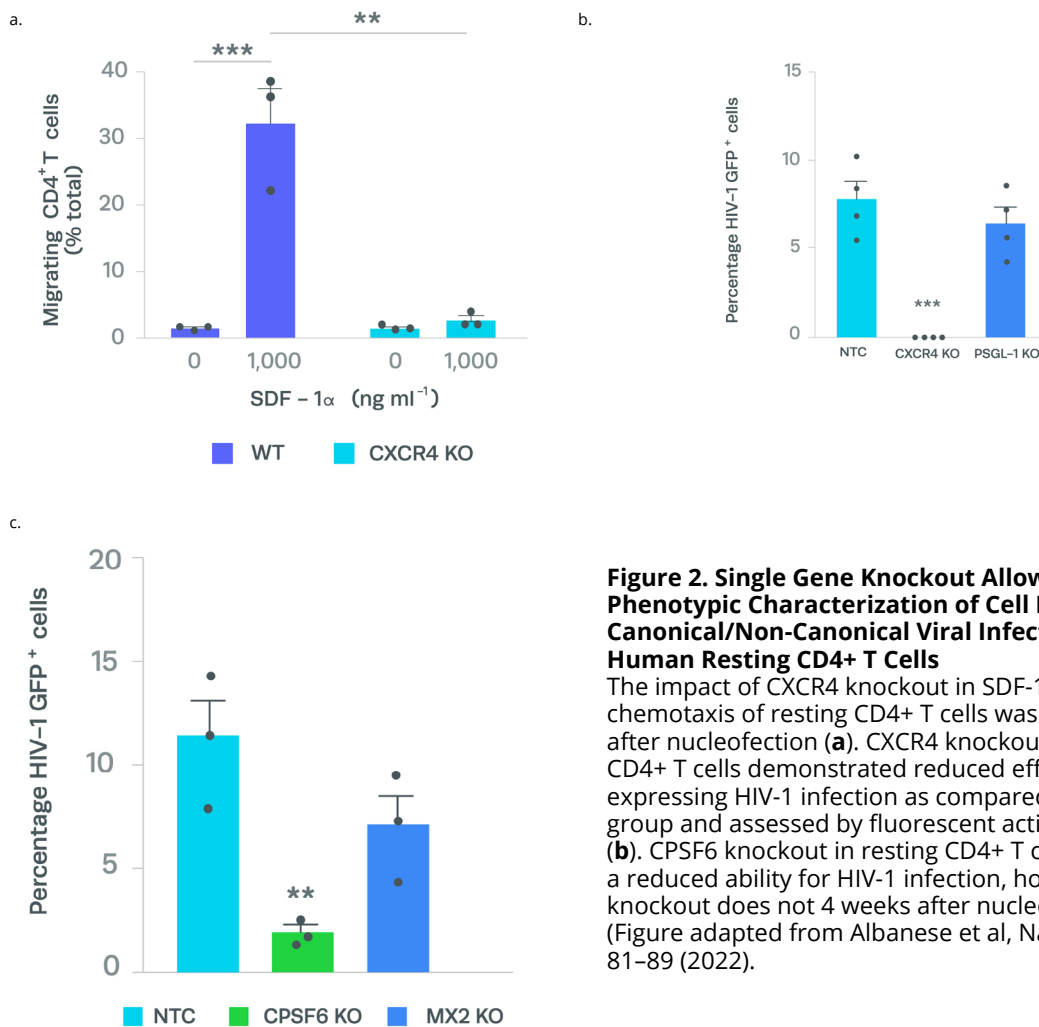 a.
**
***
40
30
20
10
0
Migrating CD4+T cells
(% total)
0
1,000
0
1,000
SDF – 1α (ng ml⁻¹)
WT
CXCR4 KO
b.
15
10
5
0
Percentage HIV–1 GFP + cells
***
NTC
CXCR4 KO
PSGL–1 KO
c.
20
15
10
5
0
Percentage HIV–1 GFP + cells
**
NTC
CPSF6 KO
MX2 KO
Figure 2. Single Gene Knockout Allow
Phenotypic Characterization of Cell
Canonical/Non-Canonical Viral Infect
Human Resting CD4+ T Cells
The impact of CXCR4 knockout in SDF-1
chemotaxis of resting CD4+ T cells was
after nucleofection (a). CXCR4 knockou
CD4+ T cells demonstrated reduced eff
expressing HIV-1 infection as compared
group and assessed by fluorescent acti
(b). CPSF6 knockout in resting CD4+ T c
a reduced ability for HIV-1 infection, ho
knockout does not 4 weeks after nucle
(Figure adapted from Albanese et al, Na
81–89 (2022).